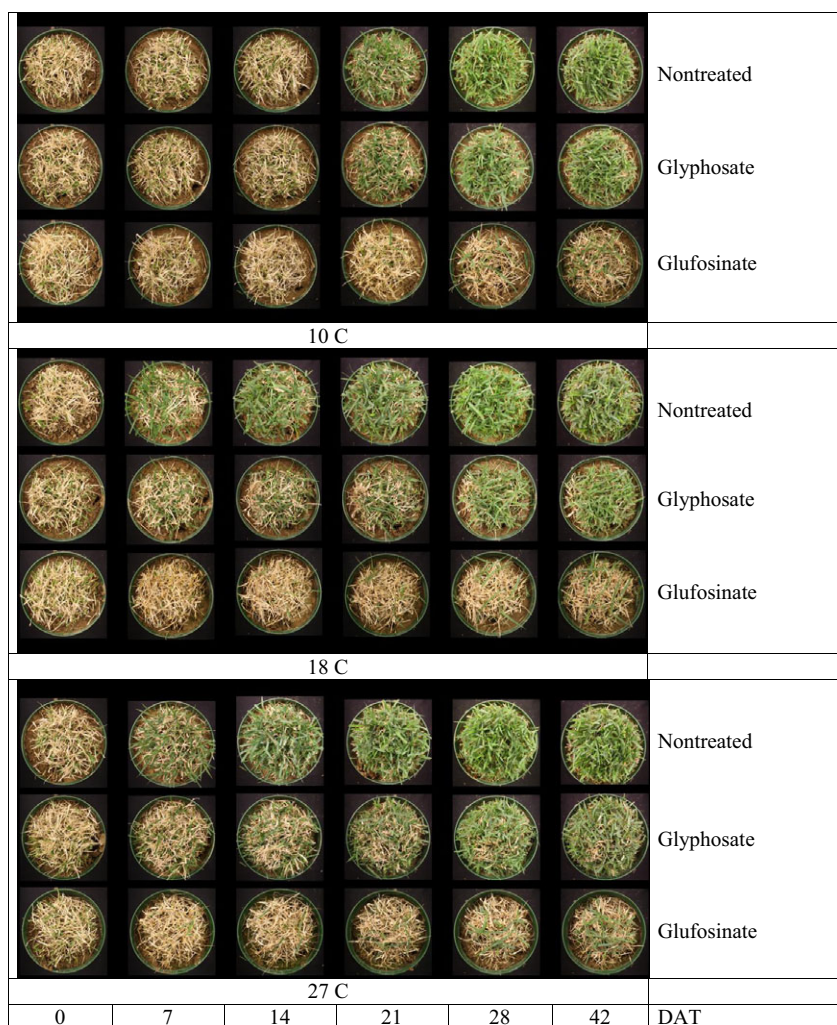 Nontreated
Glyphosate
Glufosinate
10 C
Nontreated
Glyphosate
Glufosinate
18 C
Nontreated
Glyphosate
Glufosinate
27 C
0 7 14 21 28 42 DAT